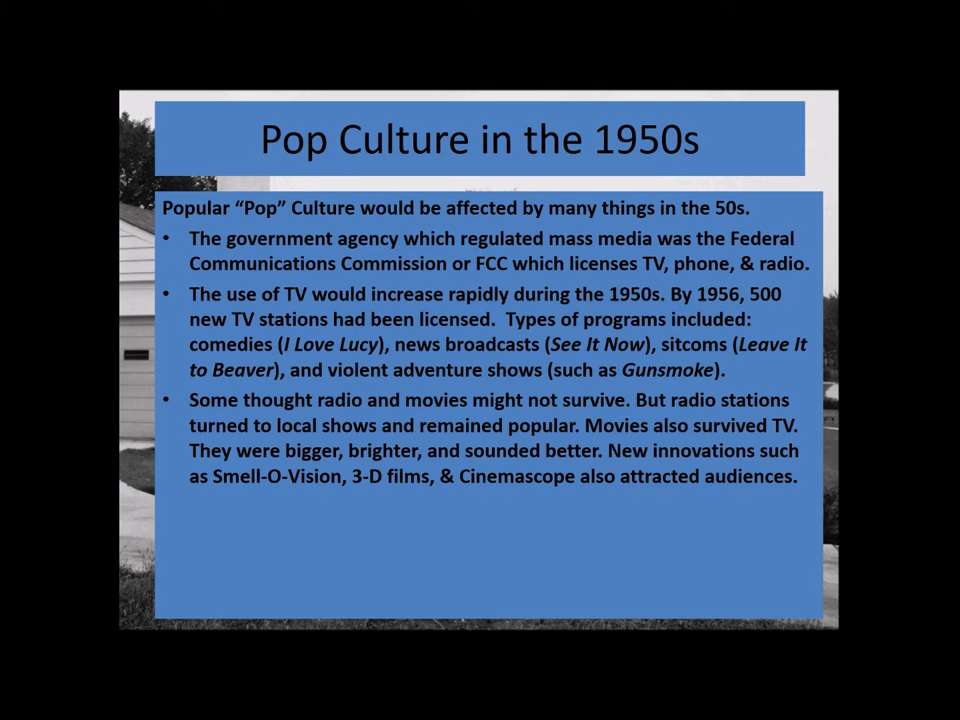 Pop Culture in the 1950s
Popular “Pop” Culture would be affected by many things in the 50s.
• The government agency which regulated mass media was the Federal
Communications Commission or FCC which licenses TV, phone, & radio.
• The use of TV would increase rapidly during the 1950s. By 1956, 500
new TV stations had been licensed.  Types of programs included:
comedies (I Love Lucy), news broadcasts (See It Now), sitcoms (Leave It
to Beaver), and violent adventure shows (such as Gunsmoke).
• Some thought radio and movies might not survive. But radio stations
turned to local shows and remained popular. Movies also survived TV.
They were bigger, brighter, and sounded better. New innovations such
as Smell-O-Vision, 3-D films, & Cinemascope also attracted audiences.